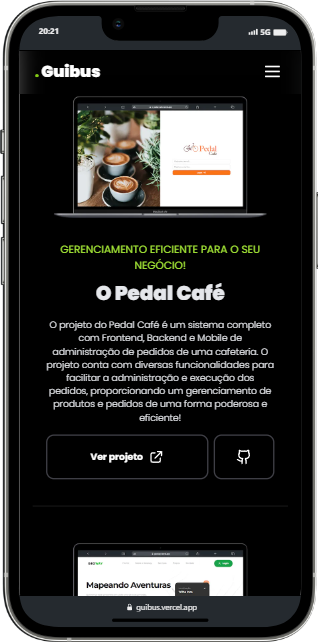 20:21
5G
.Guibus
Pedal
Café
GERENCIAMENTO EFICIENTE PARA O SEU
NEGÓCIO!
O Pedal Café
O projeto do Pedal Café é um sistema completo
com Frontend, Backend e Mobile de
administração de pedidos de uma cafeteria. O
projeto conta com diversas funcionalidades para
facilitar a administração e execução dos
pedidos, proporcionando um gerenciamento de
produtos e pedidos de uma forma poderosa e
eficiente!
Ver projeto
Mapeando Aventuras
guibus.vercel.app